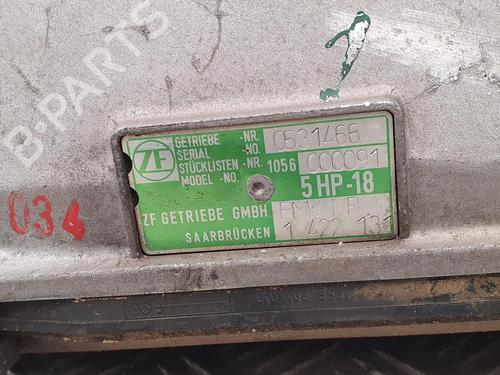 B-PARTS
ZF
GETRIEBE -NR.
SERIAL -NO. 0531466
STÜCKLISTEN -NR. 1056 000091
MODEL -NO.
5 HP-18
ZF GETRIEBE GMBH
SAARBRÜCKEN 1 422 13
034